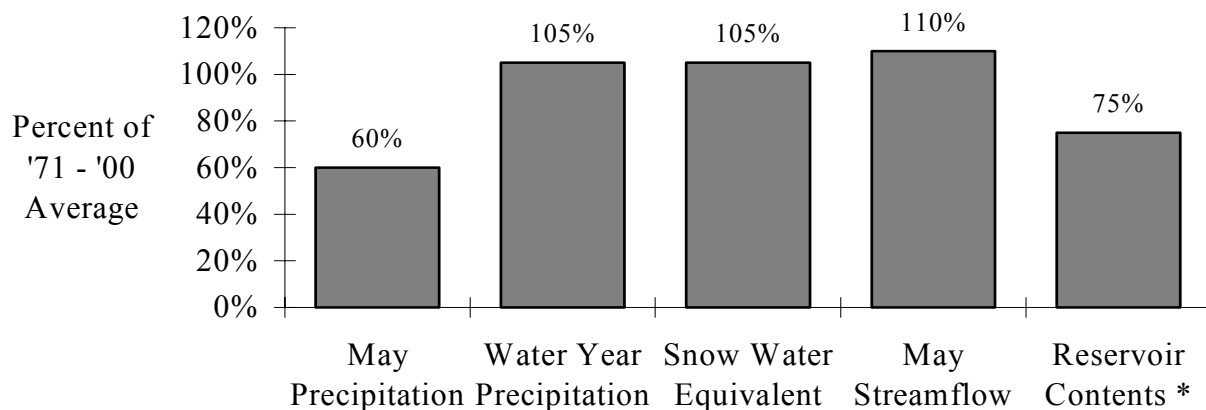 120%
100%
80%
60%
40%
20%
0%
Percent of
'71 - '00
Average
60%
105%
105%
110%
75%
May
Precipitation
Water Year
Precipitation
Snow Water
Equivalent
May
Streamflow
Reservoir
Contents *